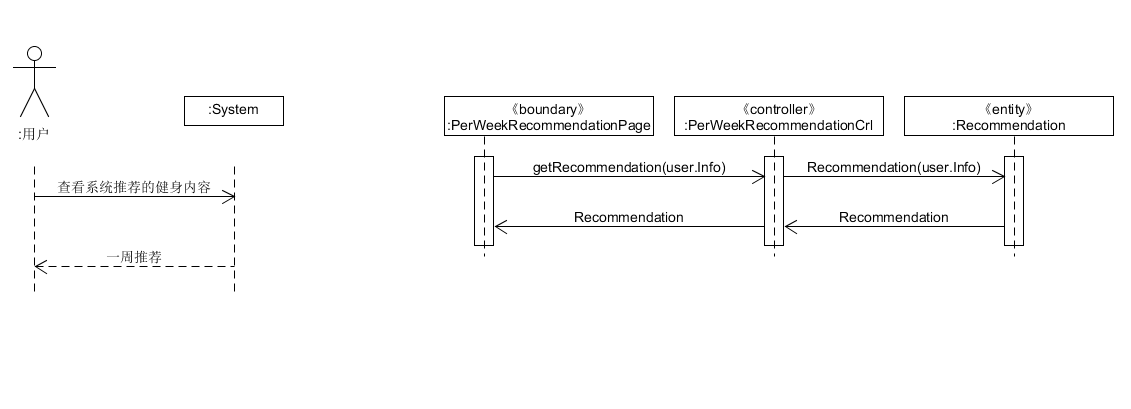 :用户
:System
查看系统推荐的健身内容
一周推荐
《boundary》
:PerWeekRecommendationPage
《controller》
:PerWeekRecommendationCrl
《entity》
:Recommendation
getRecommendation(user.Info)
Recommendation(user.Info)
Recommendation
Recommendation